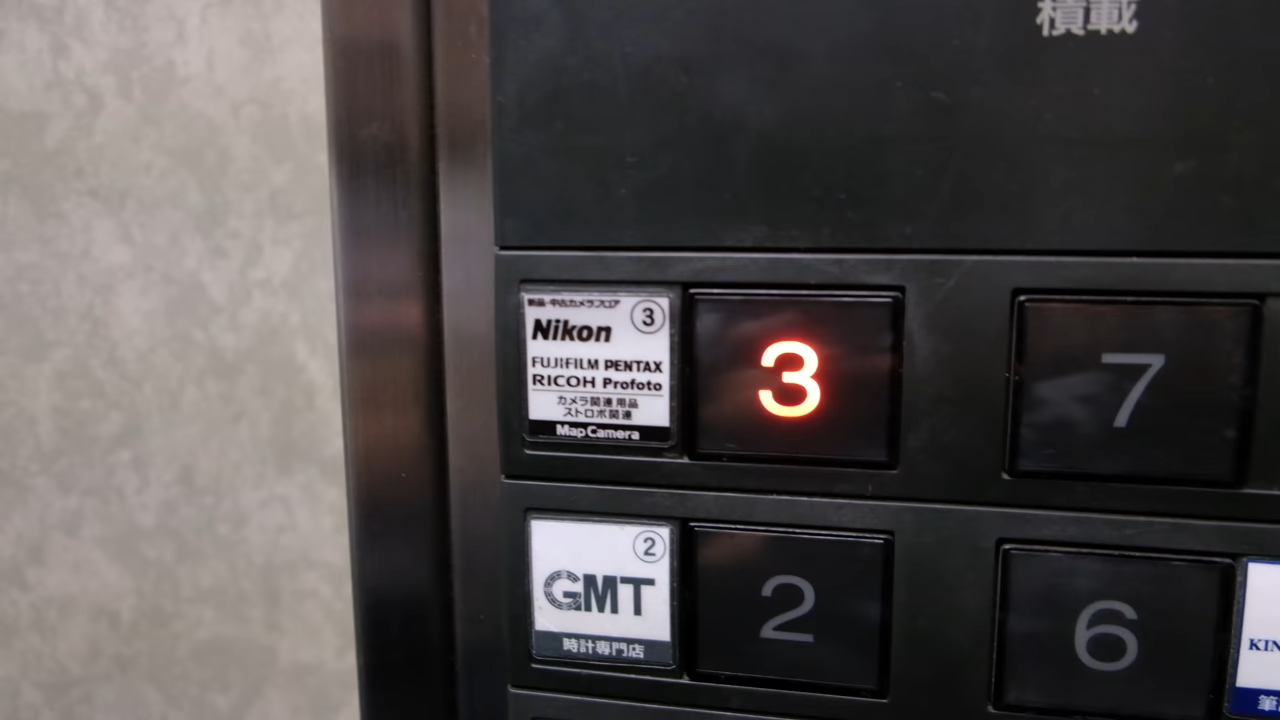 積載
新品・中古カメラフロア
③
Nikon
FUJIFILM PENTAX
RICOH Profoto
カメラ関連用品
ストロボ関連
Map Camera
3
7
②
GMT
時計専門店
2
6
KIN
筆